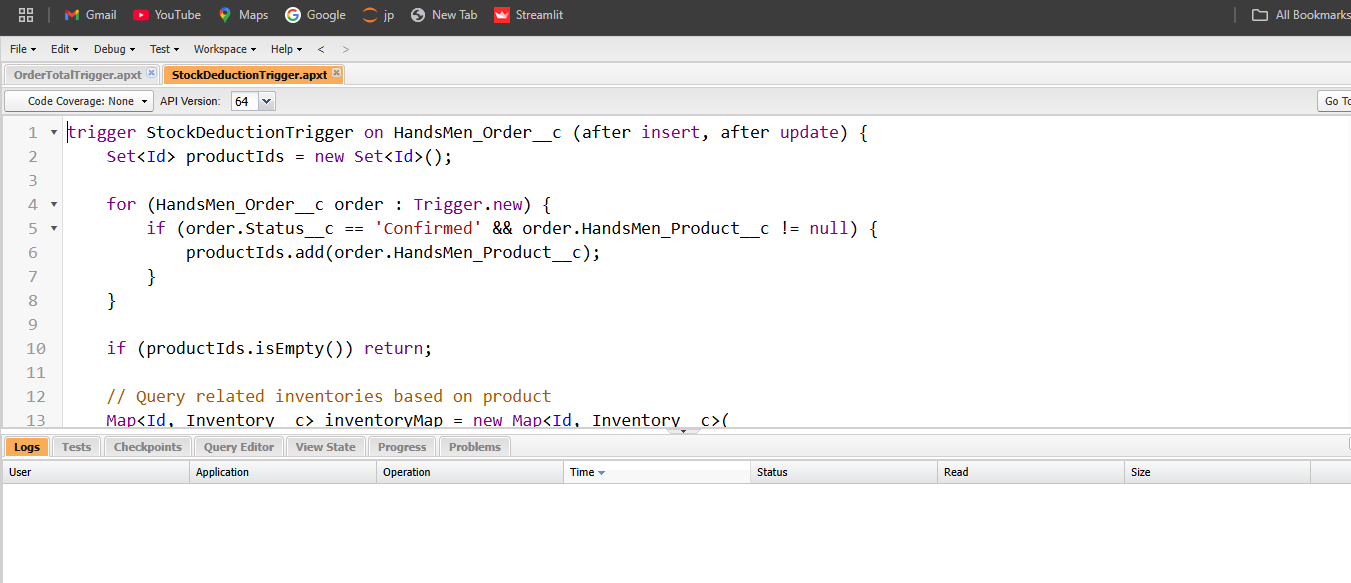 Gmail YouTube Maps Google jp New Tab Streamlit All Bookmarks
File Edit Debug Test Workspace Help < >
OrderTotalTrigger.apxt StockDeductionTrigger.apxt
Code Coverage: None API Version: 64 Go To
1 trigger StockDeductionTrigger on HandsMen_Order__c (after insert, after update) {
2 Set<Id> productIds = new Set<Id>();
3
4 for (HandsMen_Order__c order : Trigger.new) {
5 if (order.Status__c == 'Confirmed' && order.HandsMen_Product__c != null) {
6 productIds.add(order.HandsMen_Product__c);
7 }
8 }
9
10 if (productIds.isEmpty()) return;
11
12 // Query related inventories based on product
13 Map<Id, Inventory__c> inventoryMap = new Map<Id, Inventory__c>(
Logs Tests Checkpoints Query Editor View State Progress Problems
User Application Operation Time Status Read Size